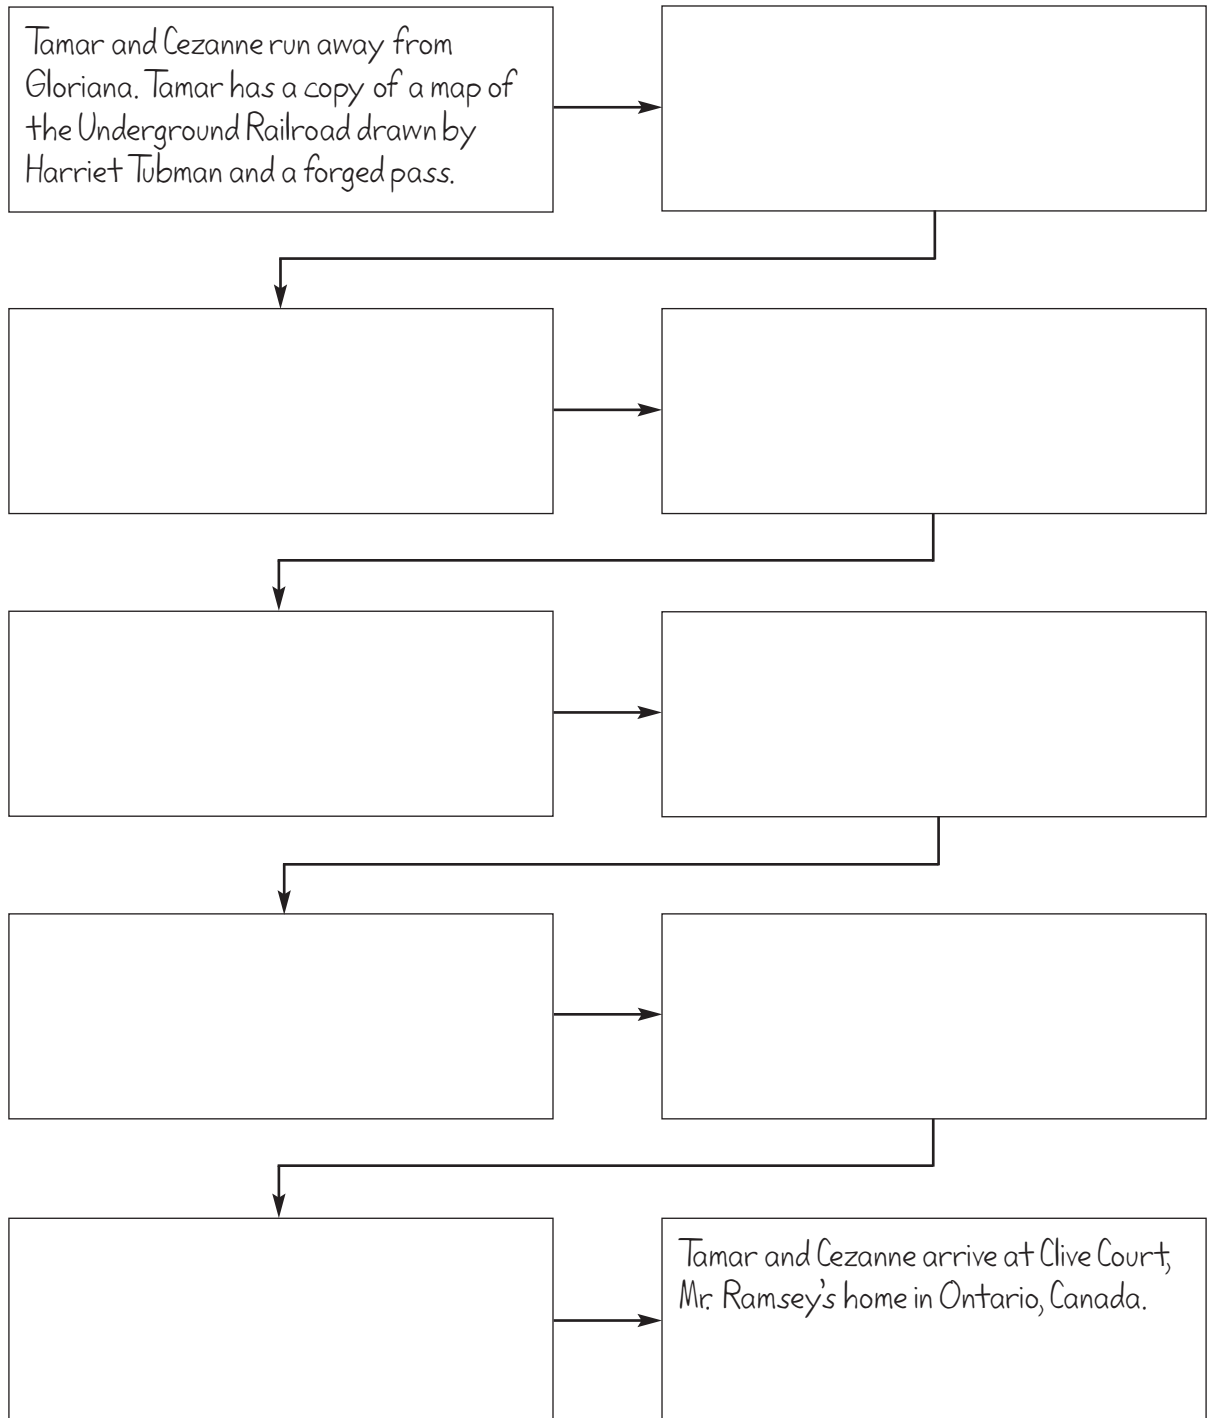 Tamar and Cezanne run away from
Gloriana. Tamar has a copy of a map of
the Underground Railroad drawn by
Harriet Tubman and a forged pass.
Tamar and Cezanne arrive at Clive Court,
Mr. Ramsey's home in Ontario, Canada.